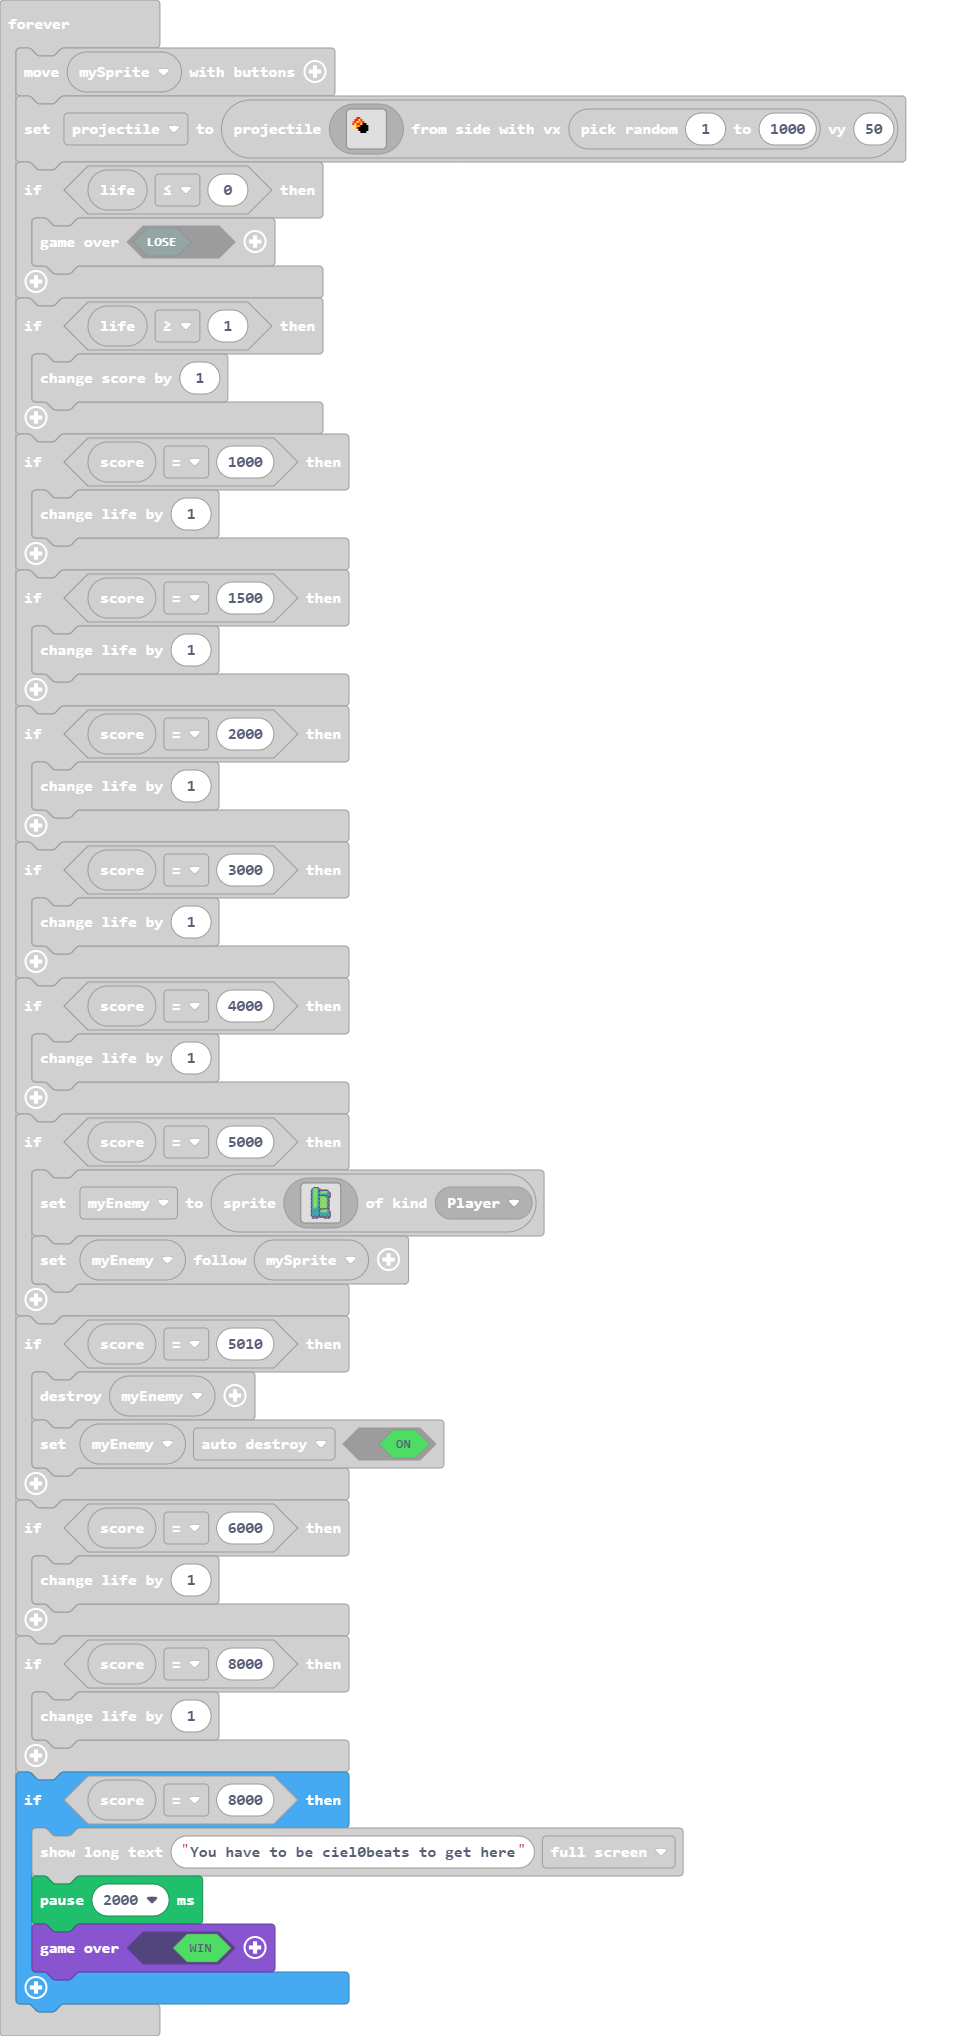 forever
move mySprite with buttons
set projectile to projectile from side with vx pick random 1 to 1000 vy 50
if life ≤ 0 then
game over LOSE
if life ≥ 1 then
change score by 1
if score = 1000 then
change life by 1
if score = 1500 then
change life by 1
if score = 2000 then
change life by 1
if score = 3000 then
change life by 1
if score = 4000 then
change life by 1
if score = 5000 then
set myEnemy to sprite of kind Player
set myEnemy follow mySprite
if score = 5010 then
destroy myEnemy
set myEnemy auto destroy ON
if score = 6000 then
change life by 1
if score = 8000 then
change life by 1
if score = 8000 then
show long text "You have to be ciel0beats to get here" full screen
pause 2000 ms
game over WIN